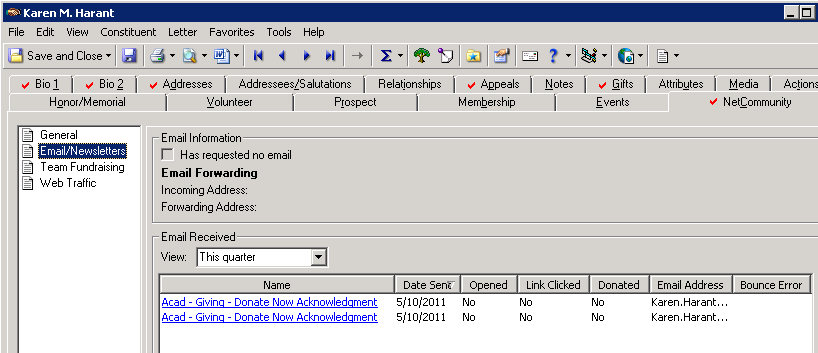 Karen M. Harant
File Edit View Constituent Letter Favorites Tools Help
Save and Close
Bio 1 Bio 2 Addresses Addressees/Salutations Relationships Appeals Notes Gifts Attributes Media Actions
Honor/Memorial Volunteer Prospect Membership Events NetCommunity
General
Email/Newsletters
Team Fundraising
Web Traffic
Email Information
Has requested no email
Email Forwarding
Incoming Address:
Forwarding Address:
Email Received
View: This quarter
Name Date Sent Opened Link Clicked Donated Email Address Bounce Error
Acad - Giving - Donate Now Acknowledgment 5/10/2011 No No No Karen.Harant...
Acad - Giving - Donate Now Acknowledgment 5/10/2011 No No No Karen.Harant...